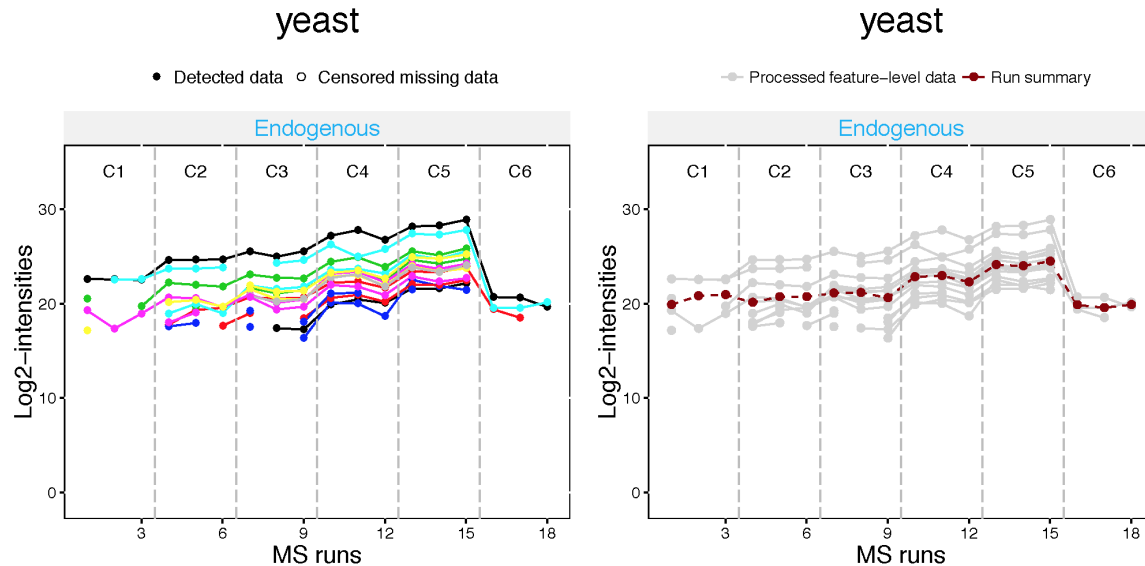 yeast
Detected data Censored missing data
Endogenous
C1 C2 C3 C4 C5 C6
30
20
10
0
Log2−intensities
3 6 9 12 15 18
MS runs
yeast
Processed feature−level data Run summary
Endogenous
C1 C2 C3 C4 C5 C6
30
20
10
0
Log2−intensities
3 6 9 12 15 18
MS runs